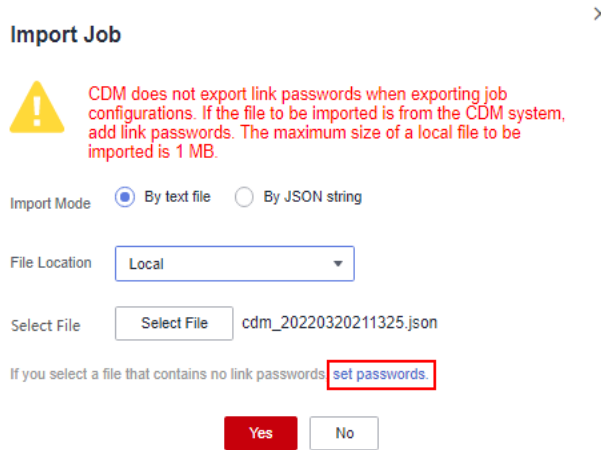 Import Job
CDM does not export link passwords when exporting job
configurations. If the file to be imported is from the CDM system,
add link passwords. The maximum size of a local file to be
imported is 1 MB.
Import Mode By text file By JSON string
File Location Local
Select File Select File cdm_20220320211325.json
If you select a file that contains no link passwords, set passwords.
Yes No